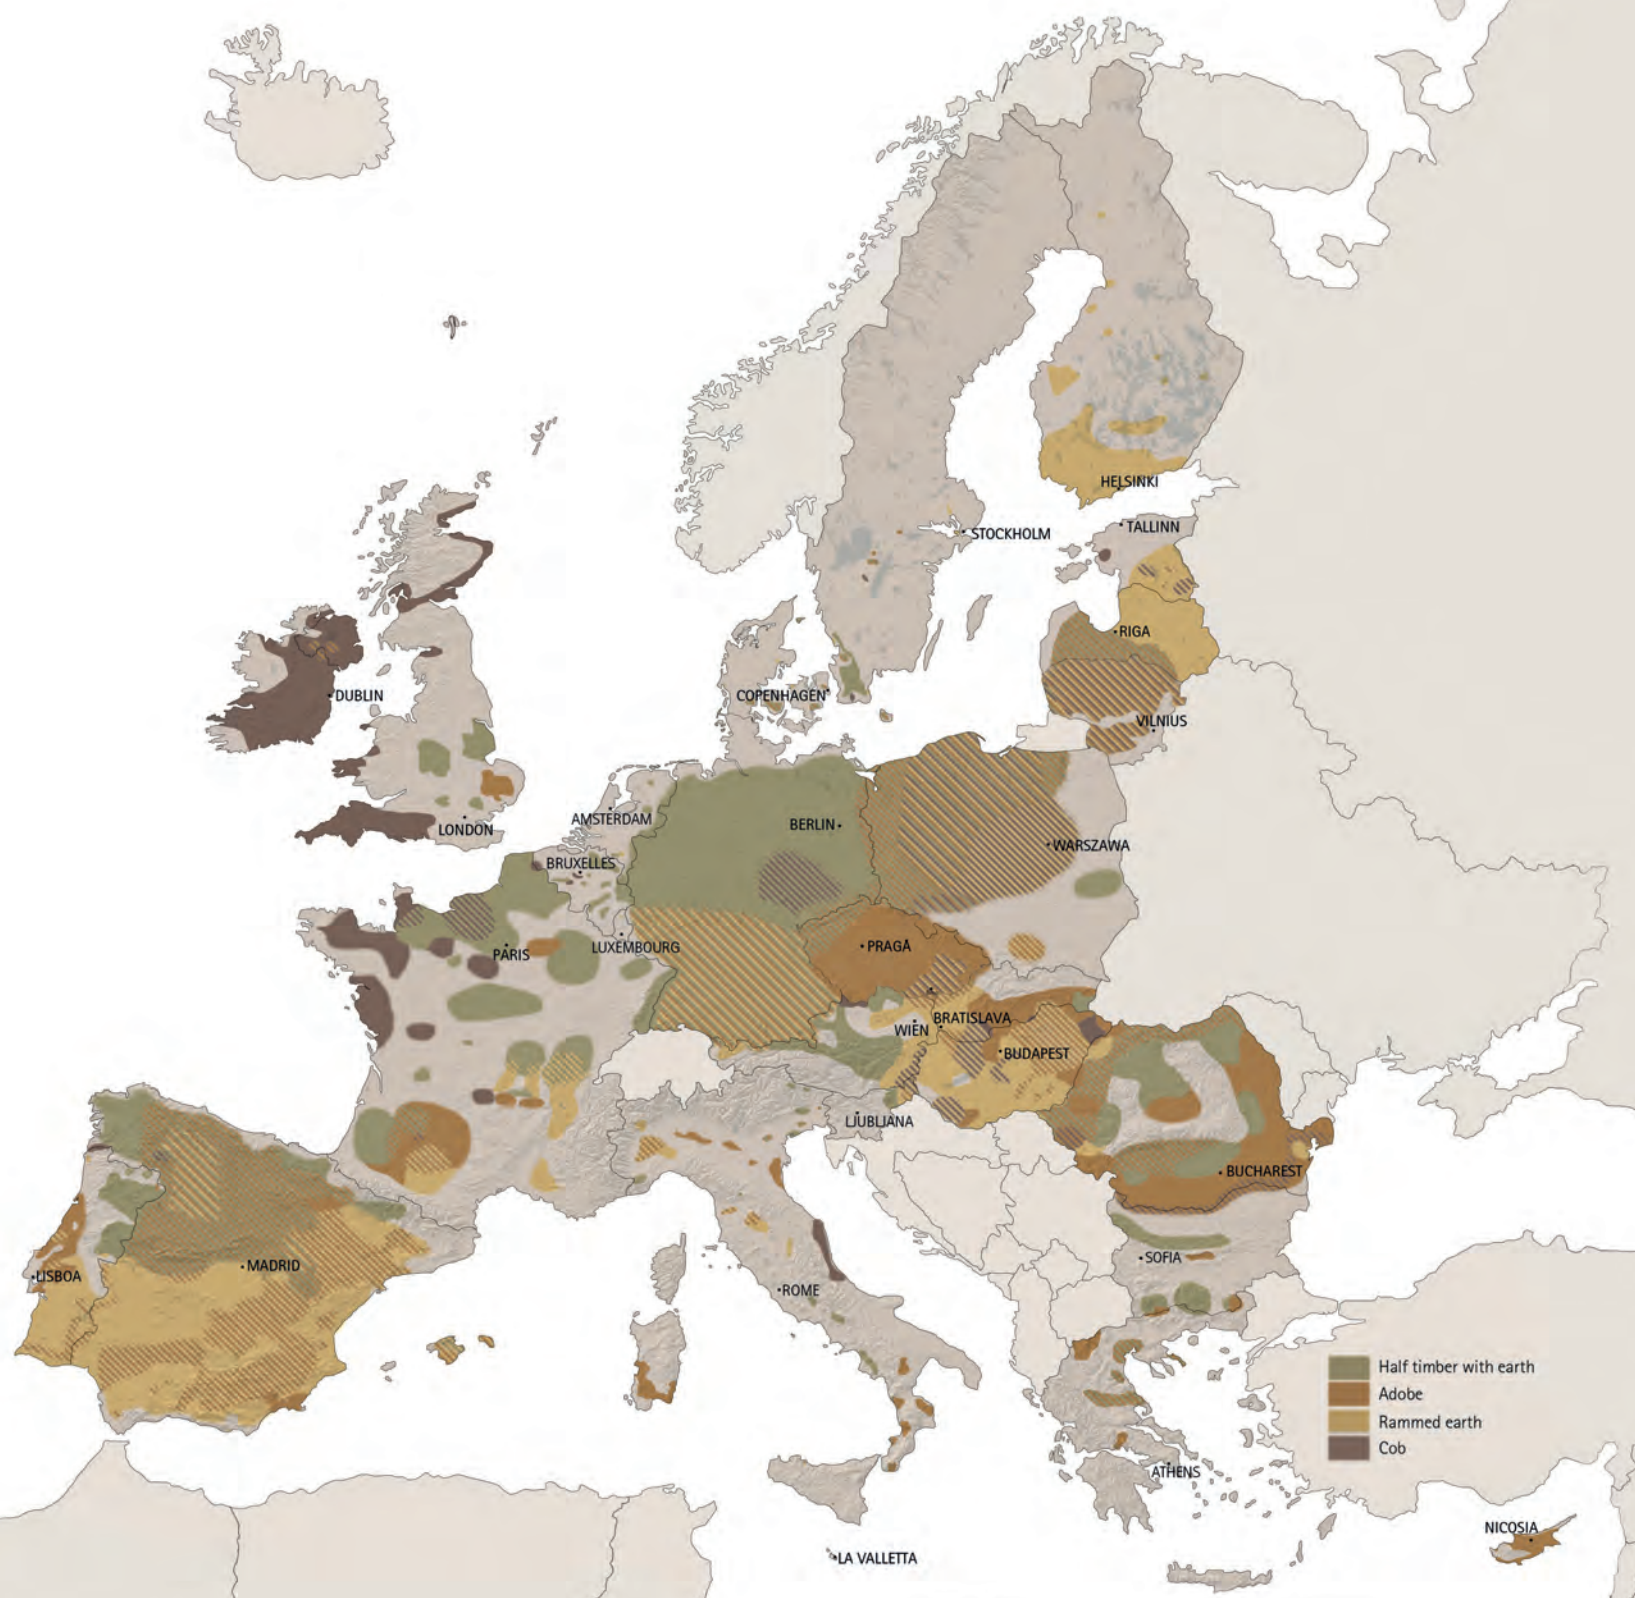 HELSINKI
STOCKHOLM
TALLINN
RIGA
DUBLIN
COPENHAGEN
VILNIUS
AMSTERDAM
LONDON
BERLIN
WARSZAWA
BRUXELLES
LUXEMBOURG
PARIS
PRAGA
WIEN
BRATISLAVA
BUDAPEST
LJUBLJANA
BUCHAREST
MADRID
LISBOA
SOFIA
ROME
Half timber with earth
Adobe
Rammed earth
Cob
ATHENS
NICOSIA
LA VALLETTA